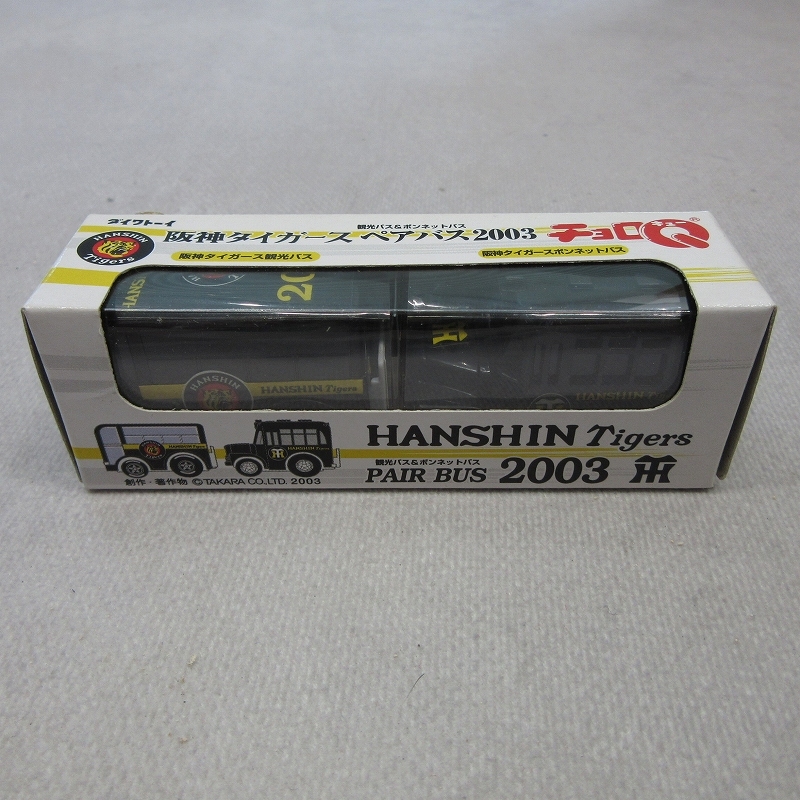 ダイワトーイ
HANSHIN Tigers
観光バス&ボンネットバス
阪神タイガース ペアバス2003 チョロQ®
阪神タイガース観光バス
阪神タイガースボンネットバス
HANSHIN Tigers
HANSHIN Tigers
HANSHIN
HANSHIN Tigers
観光バス&ボンネットバス
PAIR BUS 2003
創作・著作物 ©TAKARA CO.,LTD. 2003